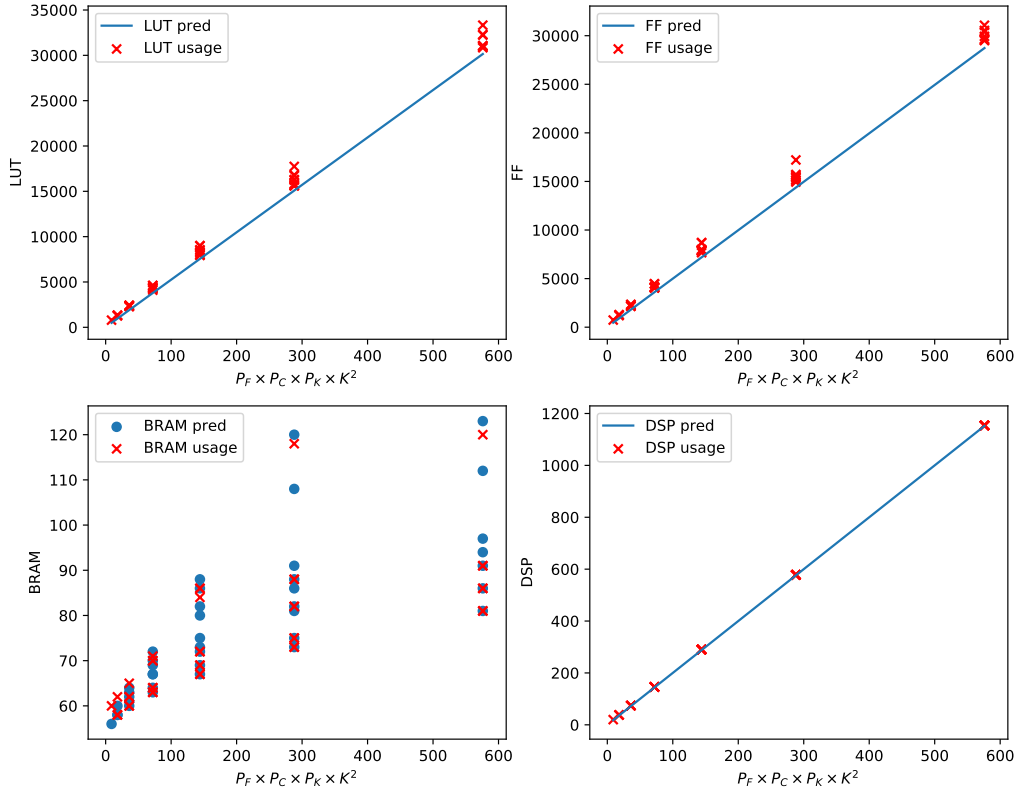 LUT pred
LUT usage
35000
30000
25000
20000
15000
10000
5000
0
LUT
0 100 200 300 400 500 600
P_F × P_C × P_K × K²
FF pred
FF usage
30000
25000
20000
15000
10000
5000
0
FF
0 100 200 300 400 500 600
P_F × P_C × P_K × K²
BRAM pred
BRAM usage
120
110
100
90
80
70
60
BRAM
0 100 200 300 400 500 600
P_F × P_C × P_K × K²
DSP pred
DSP usage
1200
1000
800
600
400
200
0
DSP
0 100 200 300 400 500 600
P_F × P_C × P_K × K²